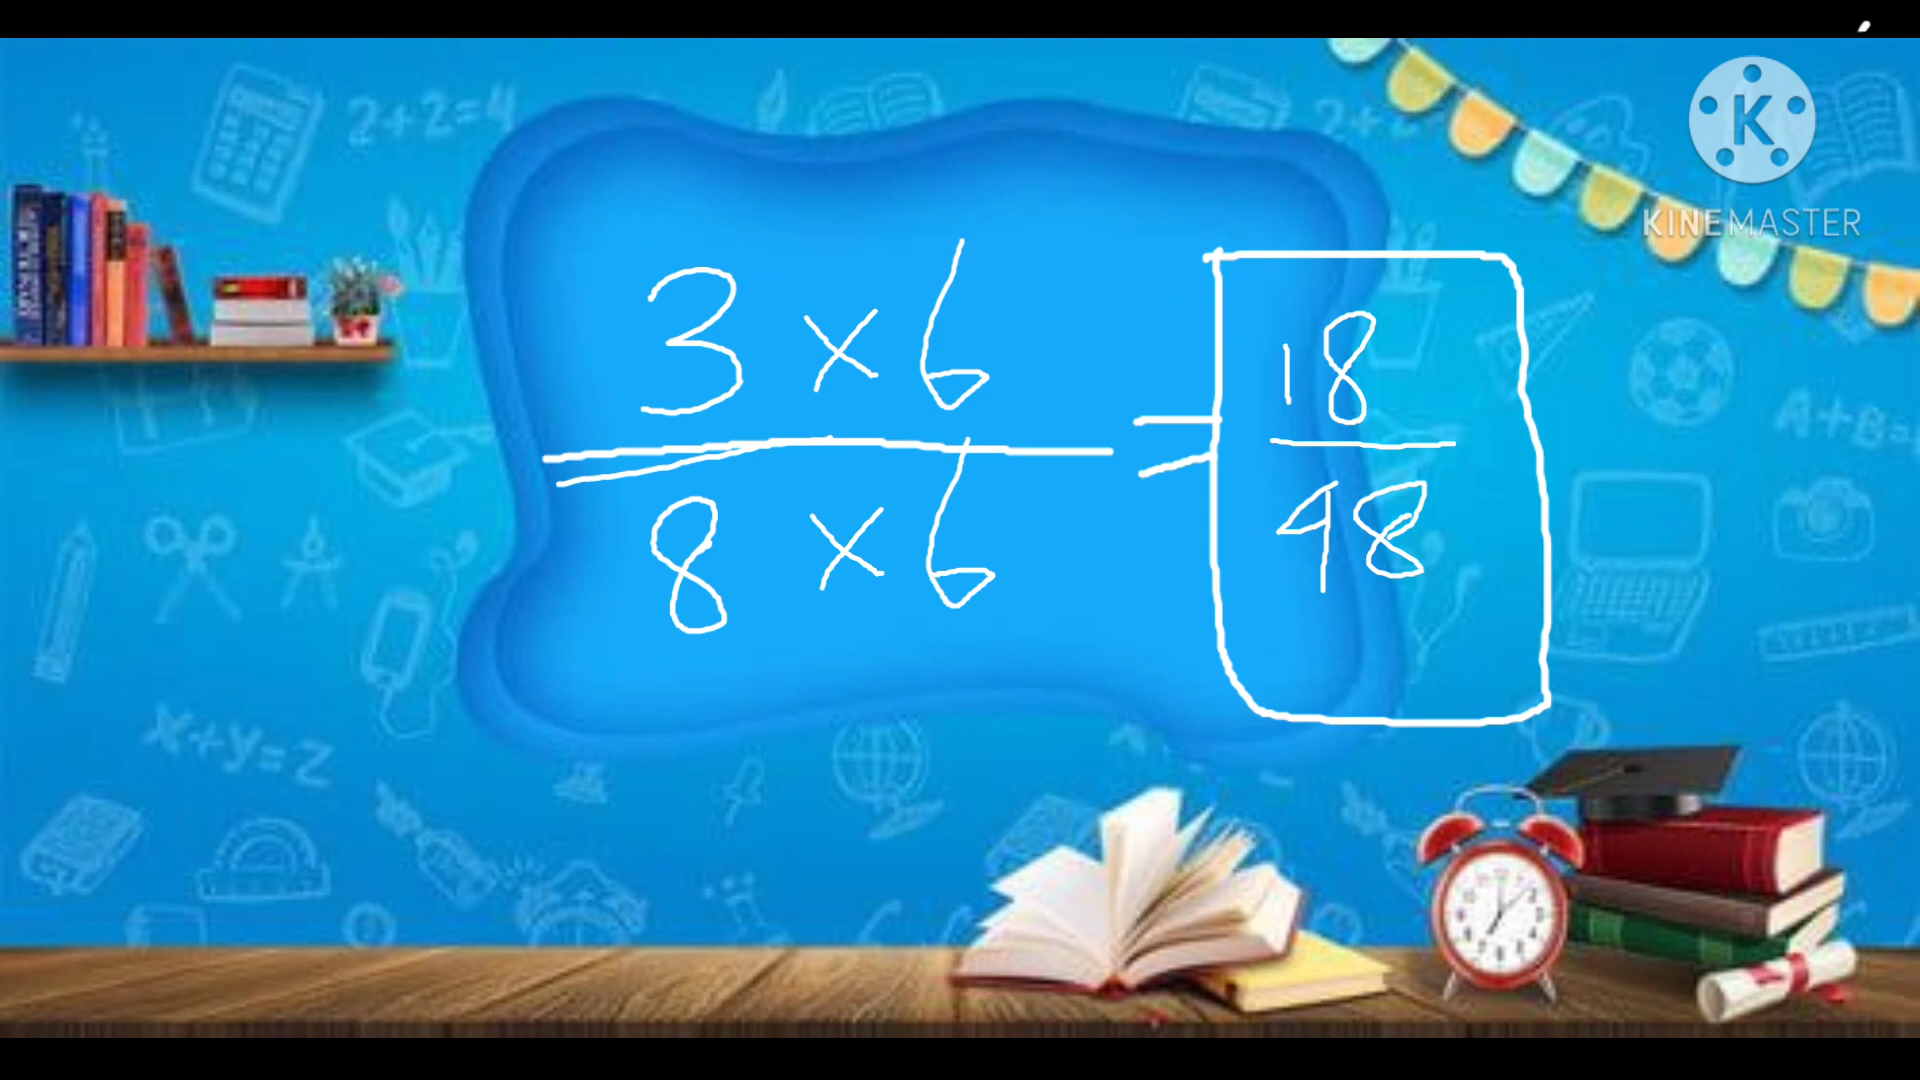 2+2=4
K
KINEMASTER
3 × 6
8 × 6
=
18
48
A+B=
x+y=z